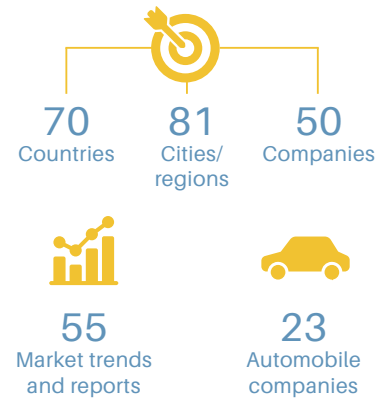 70
Countries
81
Cities/
regions
50
Companies
55
Market trends
and reports
23
Automobile
companies